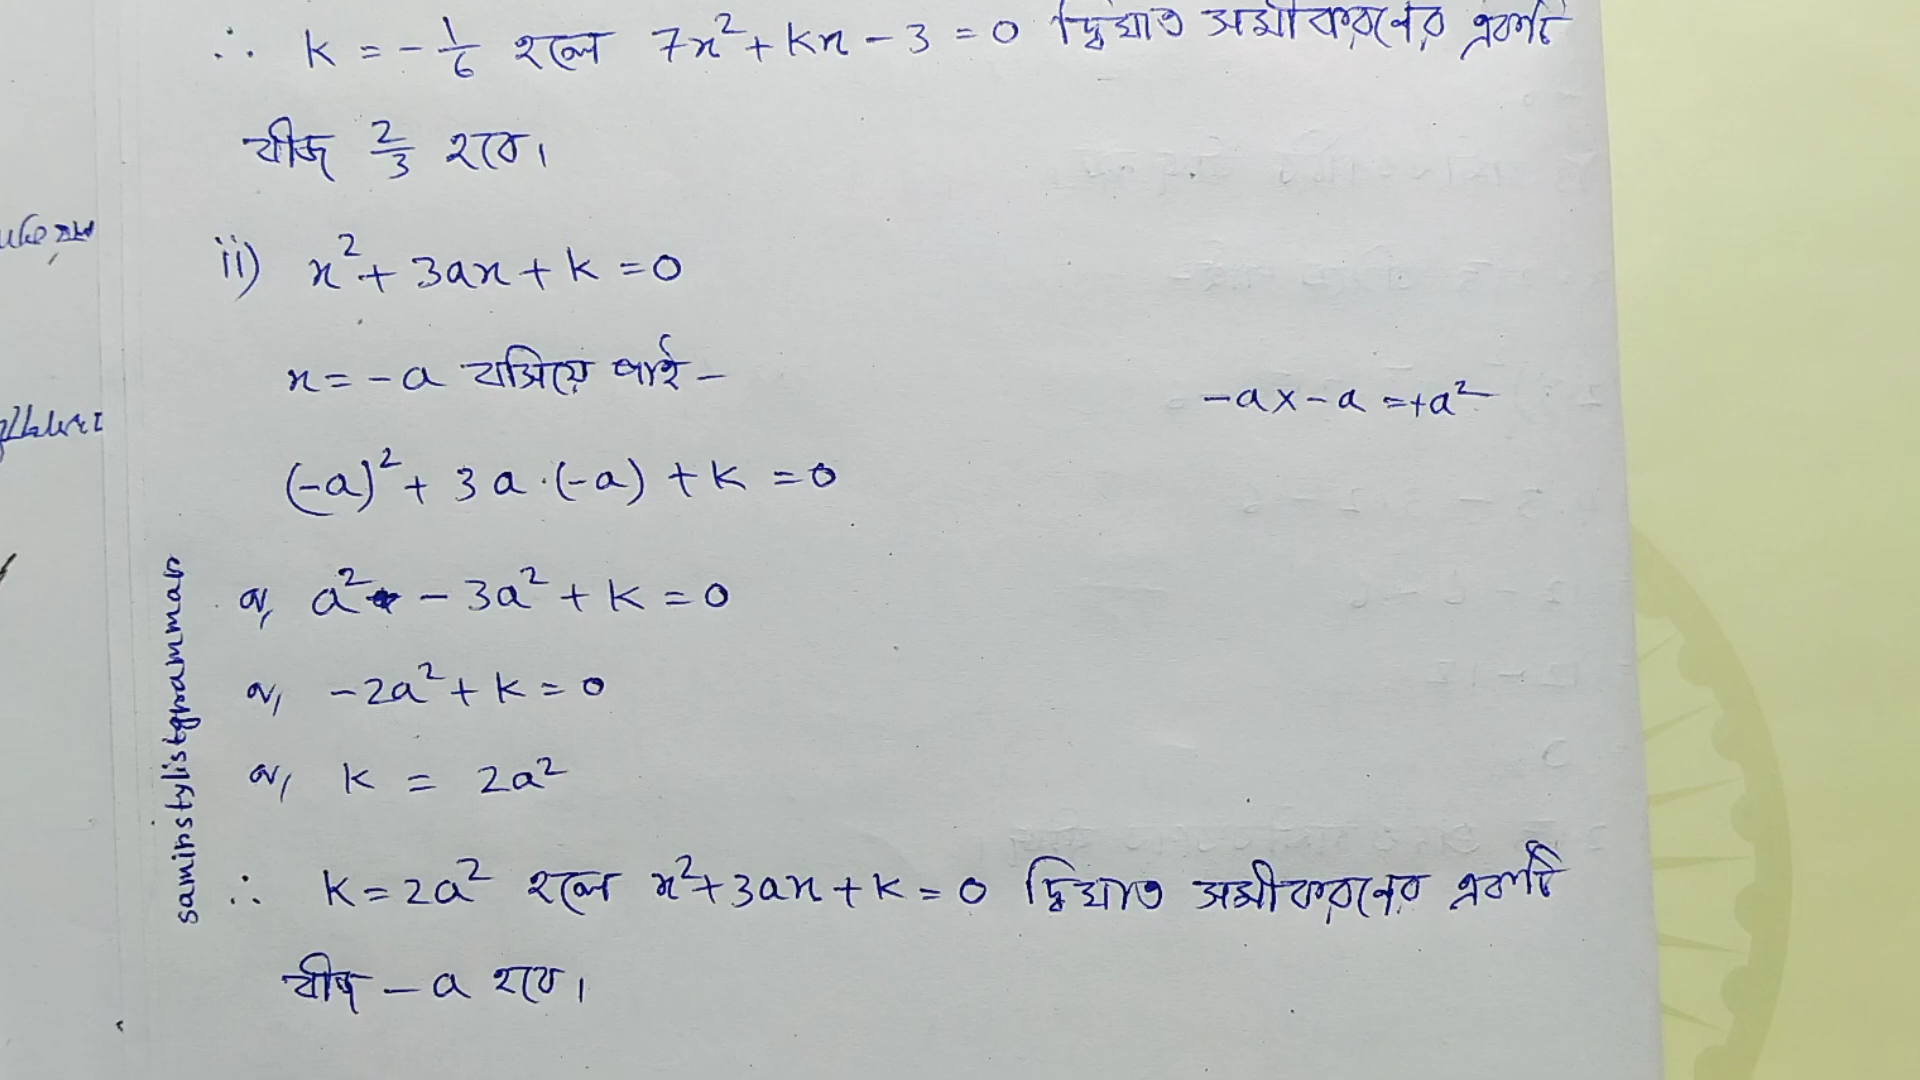 ∴ K = -1/6 হলে 7x²+kx-3=0 দ্বিঘাত সমীকরণের একটি
বীজ 2/3 হবে।
ii) x²+3ax+k=0
x=-a বসিয়ে পাই-
-a×-a=+a²
(-a)²+3a·(-a)+k=0
বা, a²-3a²+k=0
বা, -2a²+k=0
বা, k = 2a²
∴ K=2a² হলে x²+3ax+k=0 দ্বিঘাত সমীকরণের একটি
বীজ -a হবে।
saminstylistgrammar